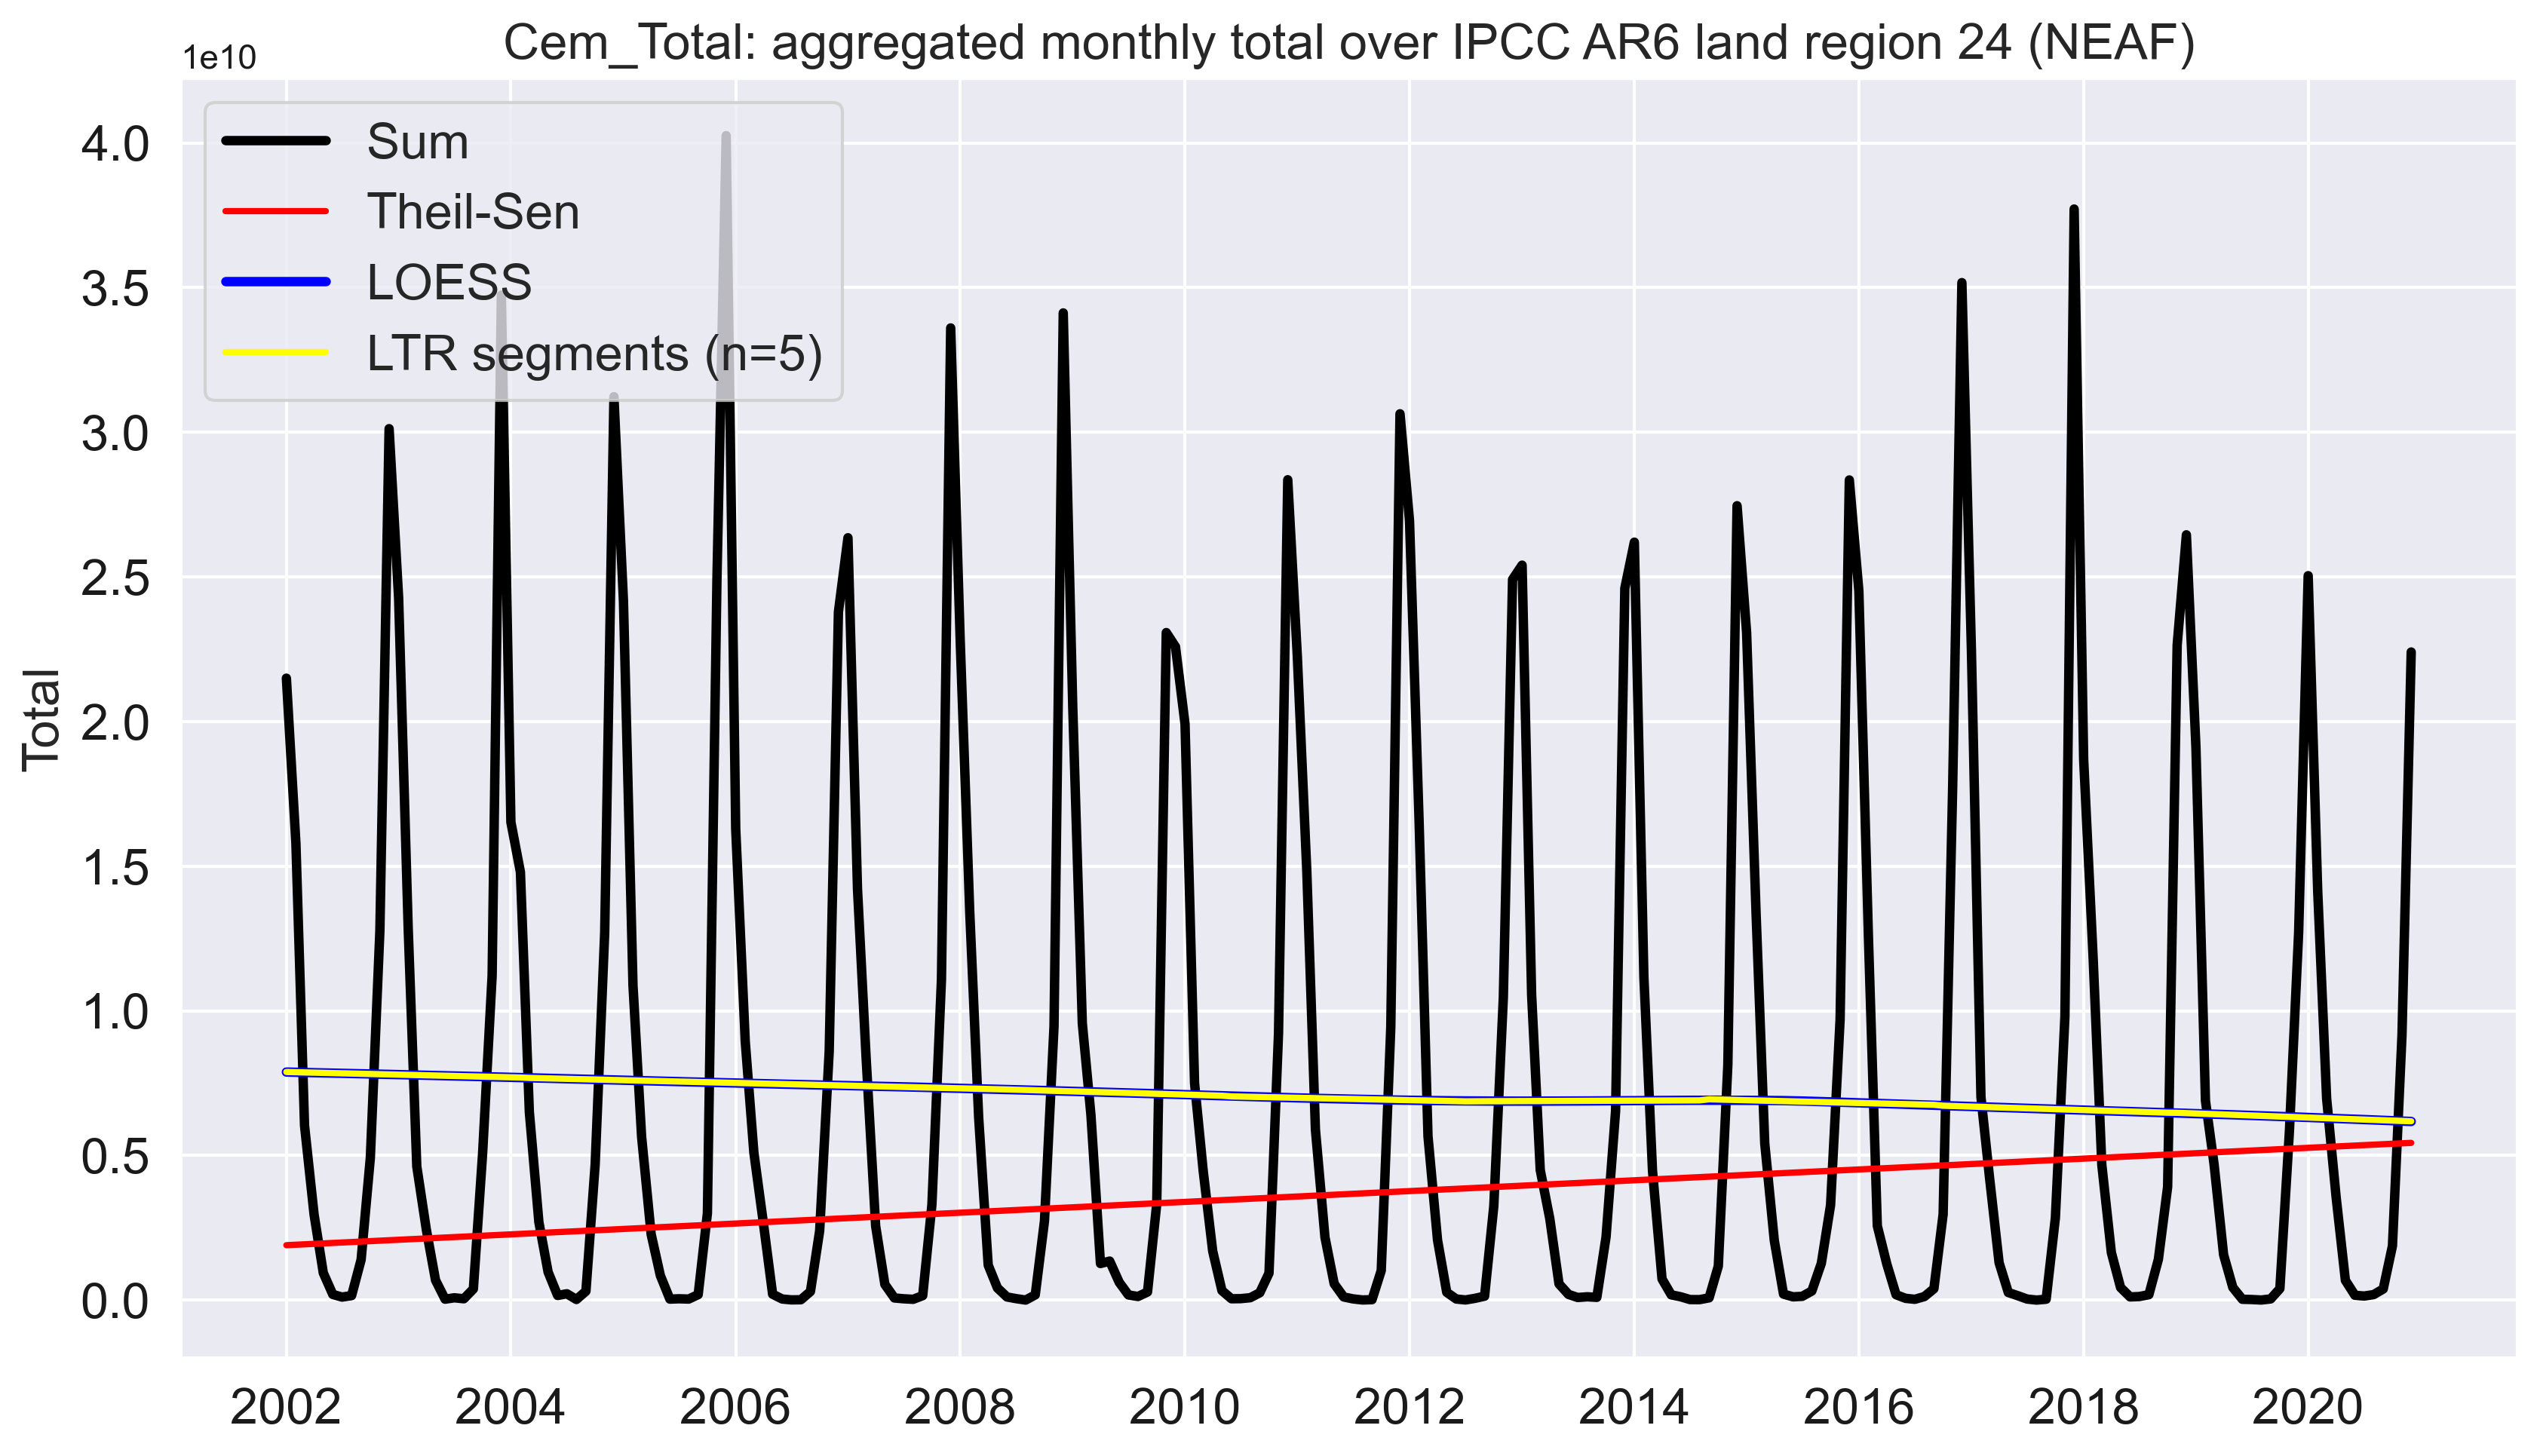 Cem_Total: aggregated monthly total over IPCC AR6 land region 24 (NEAF)
1e10
Sum
Theil-Sen
LOESS
LTR segments (n=5)
4.0
3.5
3.0
2.5
2.0
1.5
1.0
0.5
0.0
Total
2002 2004 2006 2008 2010 2012 2014 2016 2018 2020